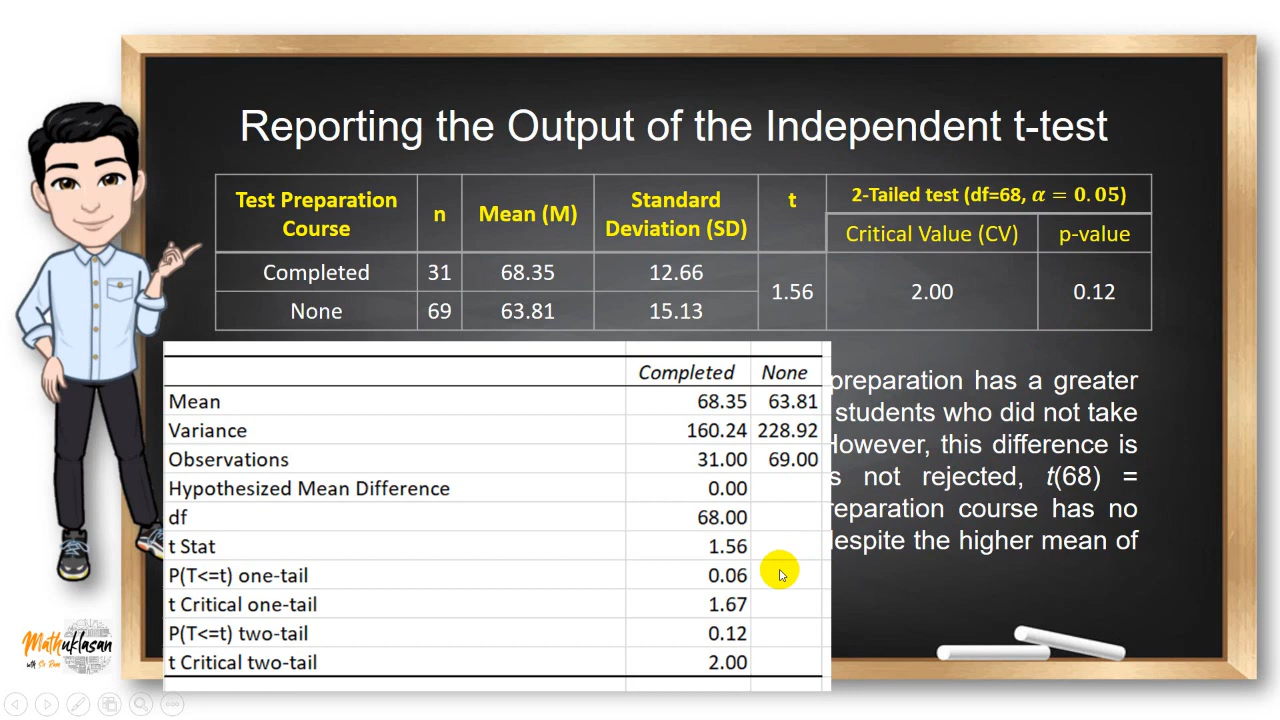 Reporting the Output of the Independent t-test
Test Preparation Course n Mean (M) Standard Deviation (SD) t 2-Tailed test (df=68, α = 0.05)
Critical Value (CV) p-value
Completed 31 68.35 12.66 1.56 2.00 0.12
None 69 63.81 15.13
Completed None
Mean 68.35 63.81
Variance 160.24 228.92
Observations 31.00 69.00
Hypothesized Mean Difference 0.00
df 68.00
t Stat 1.56
P(T<=t) one-tail 0.06
t Critical one-tail 1.67
P(T<=t) two-tail 0.12
t Critical two-tail 2.00
preparation has a greater
students who did not take
However, this difference is
not rejected, t(68) =
preparation course has no
despite the higher mean of
Mathuklasan
with Sir Ram